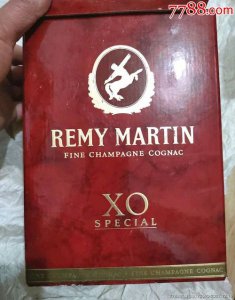 7788.com
REMY MARTIN
FINE CHAMPAGNE COGNAC
XO
SPECIAL
FINE CHAMPAGNE COGNAC